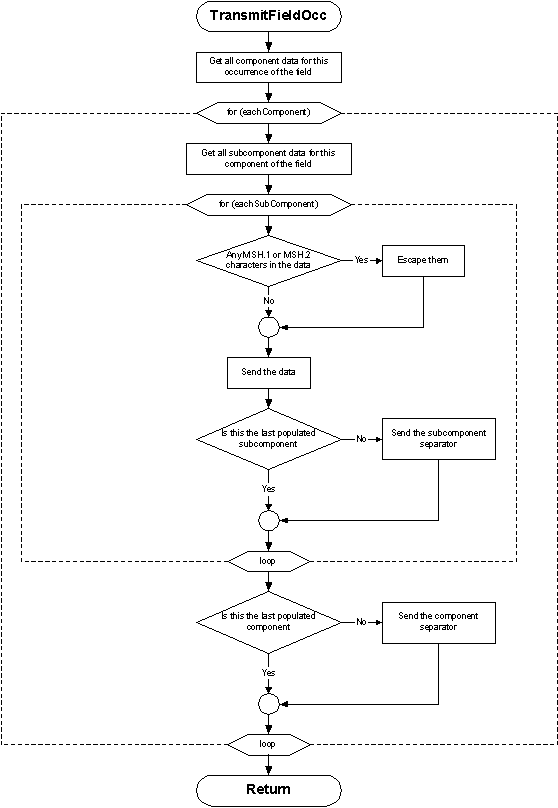 TransmitFieldOcc
Get all component data for this
occurrence of the field
for (eachComponent)
Get all subcomponent data for this
component of the field
for (eachSubComponent)
Any MSH.1 or MSH.2
characters in the data
Yes
Escape them
No
Send the data
Is this the last populated
subcomponent
No
Send the subcomponent
separator
Yes
loop
Is this the last populated
component
No
Send the component
separator
Yes
loop
Return